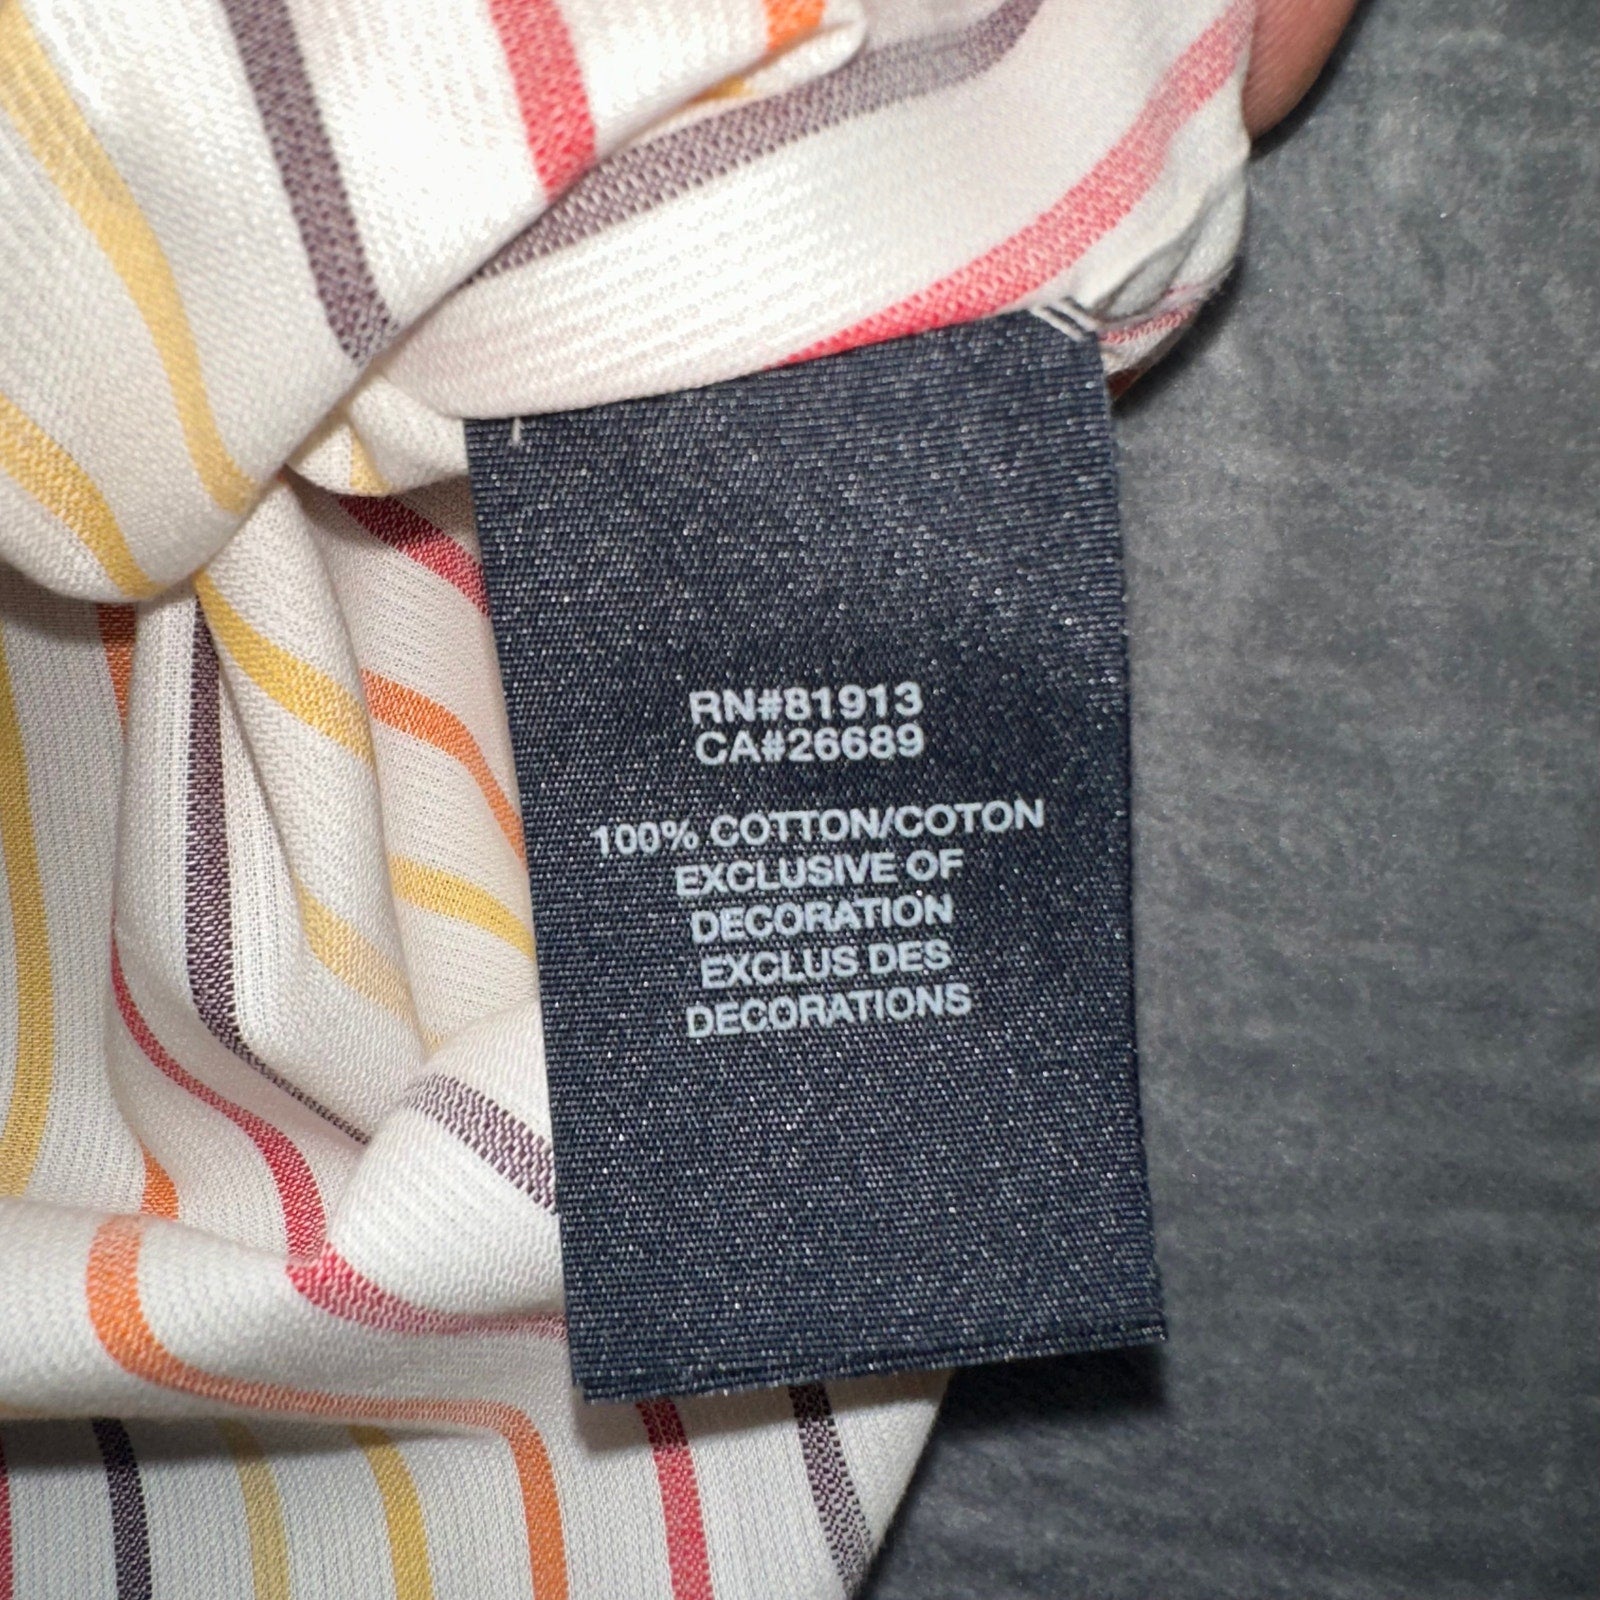 RN#81913
CA#26689
100% COTTON/COTON
EXCLUSIVE OF
DECORATION
EXCLUS DES
DECORATIONS